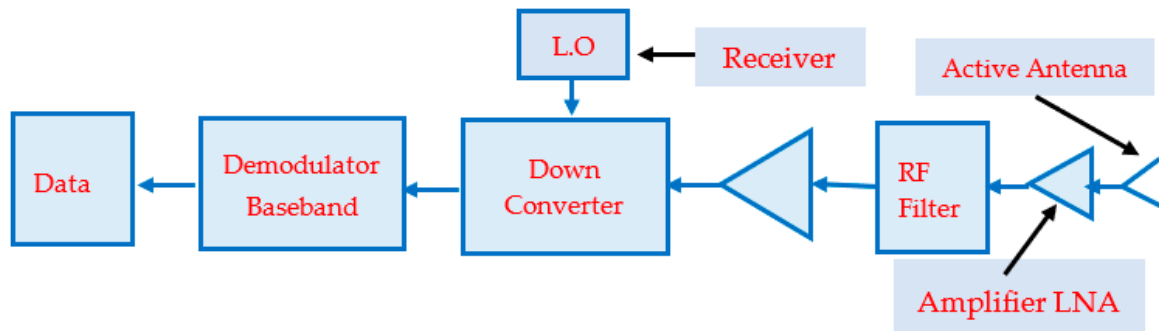 L.O
Receiver
Active Antenna
Data
Demodulator
Baseband
Down
Converter
RF
Filter
Amplifier LNA